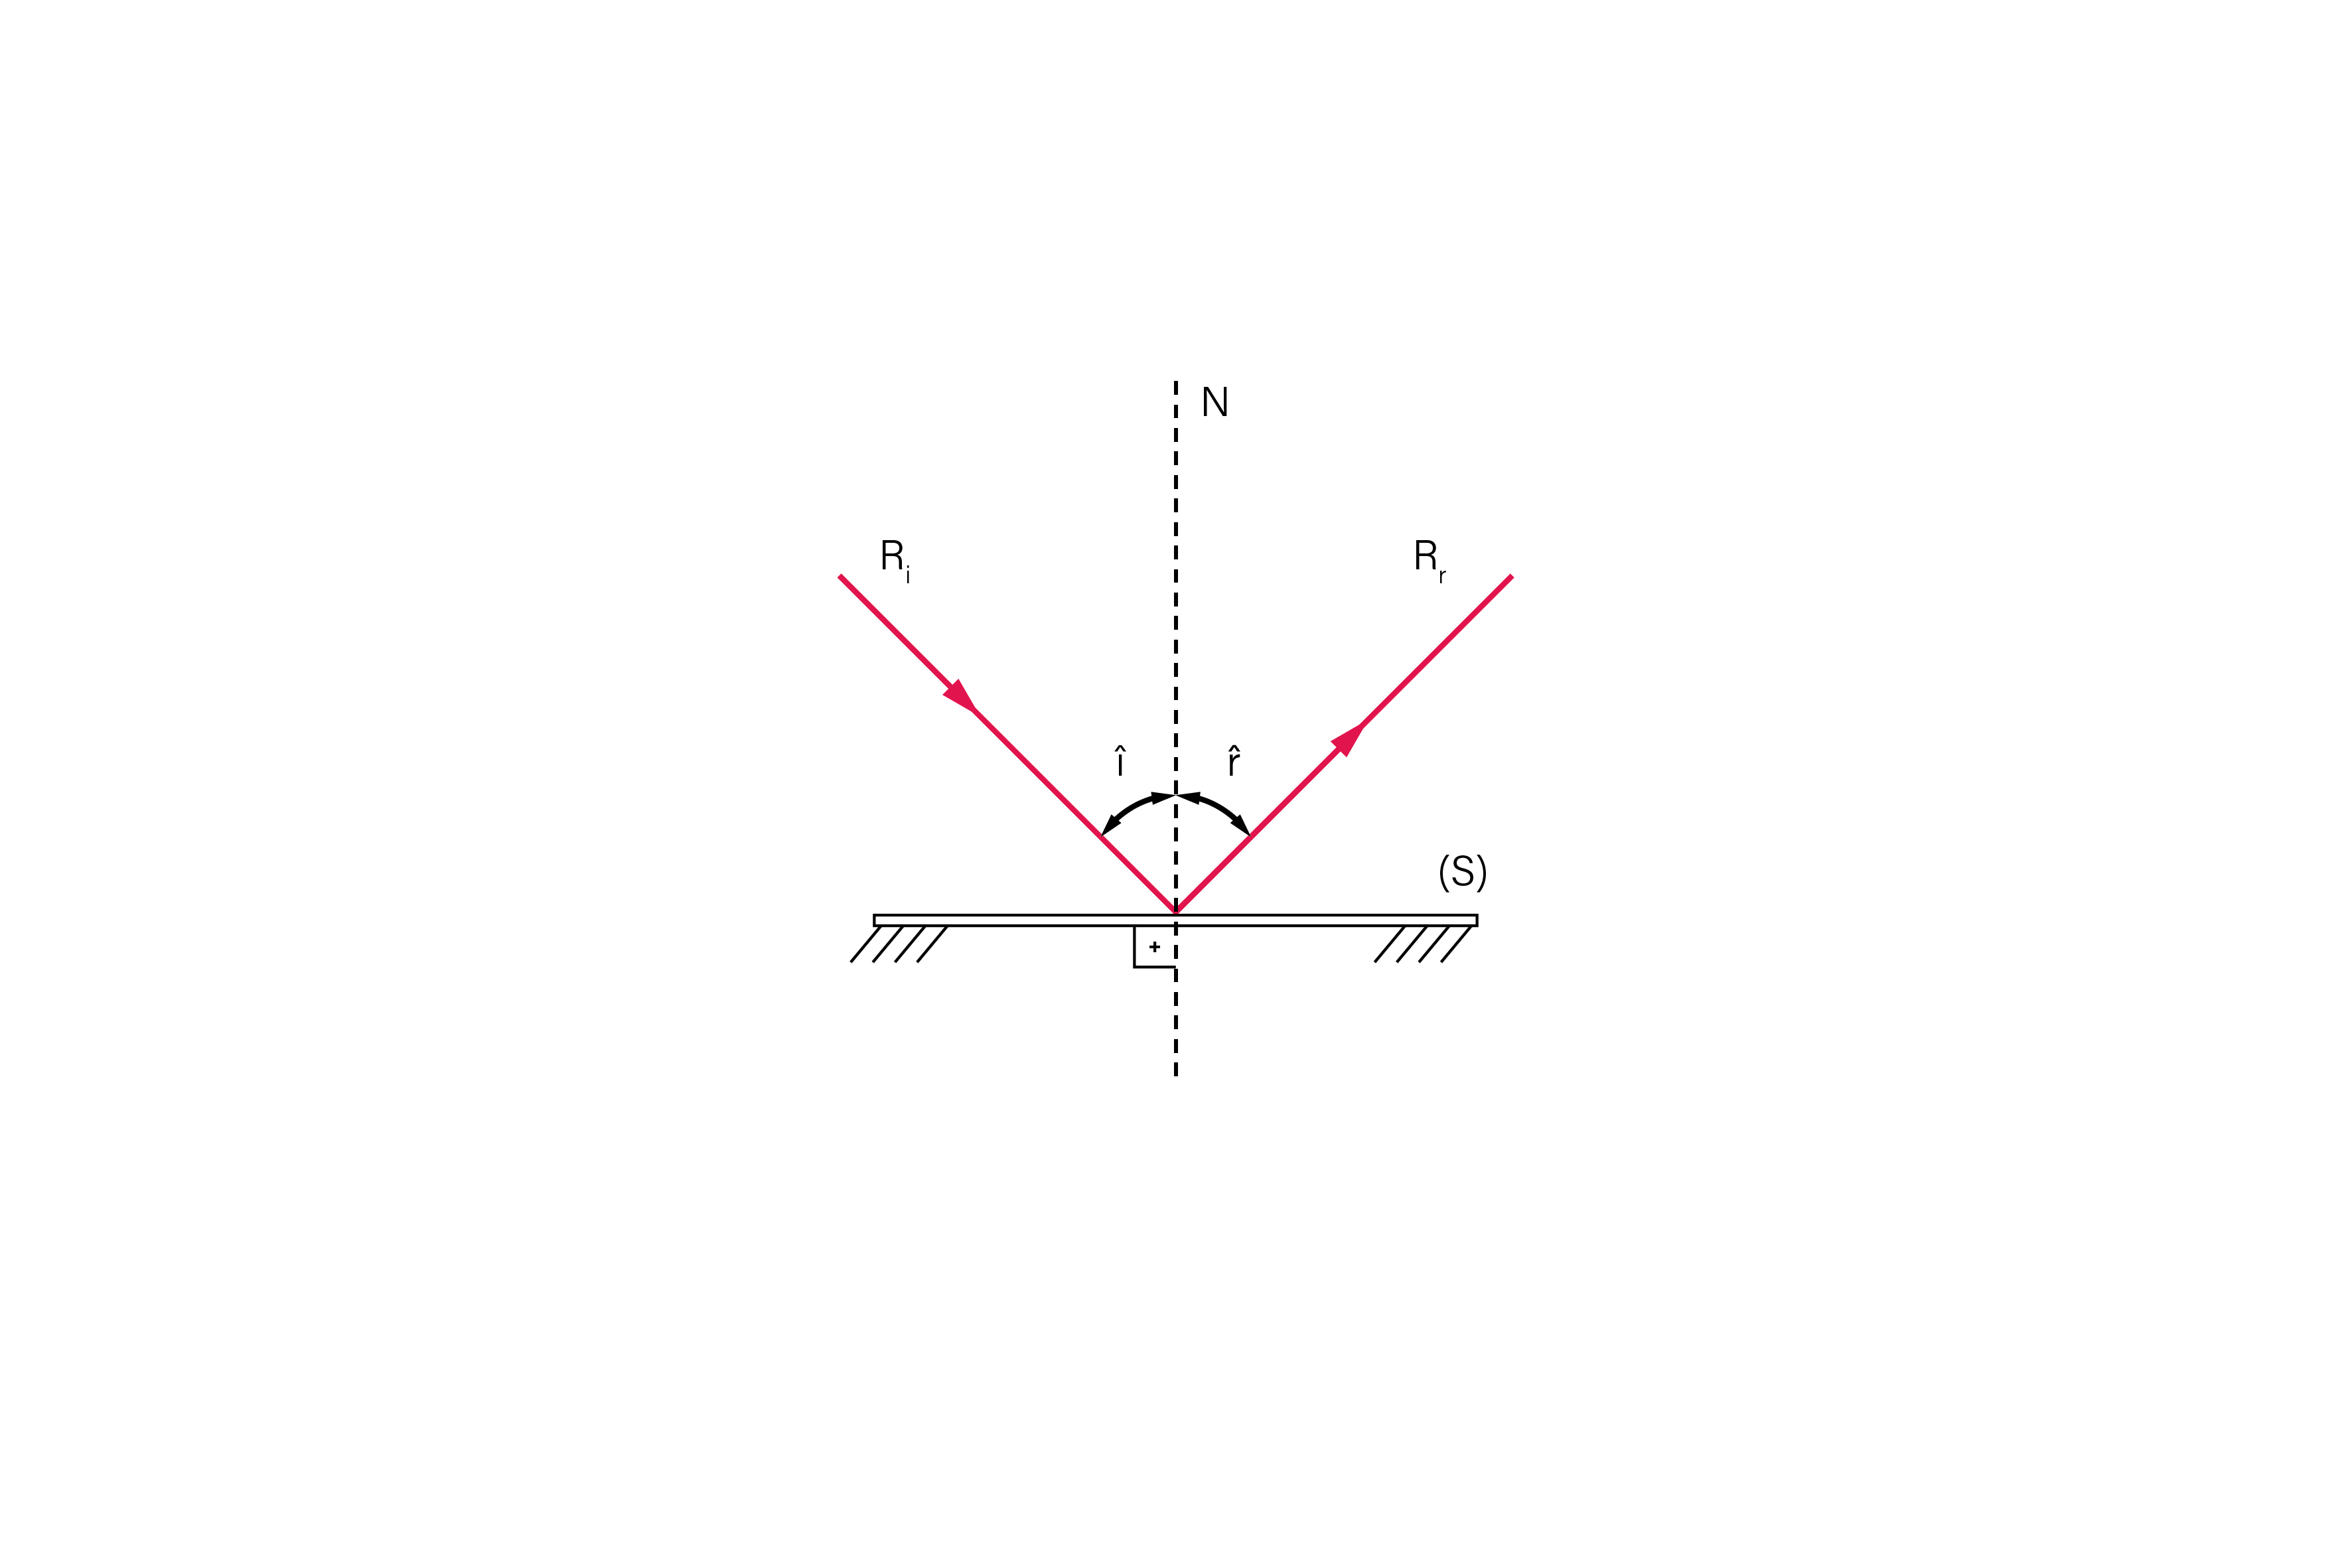 N
Rᵢ
Rᵣ
î
r̂
(S)